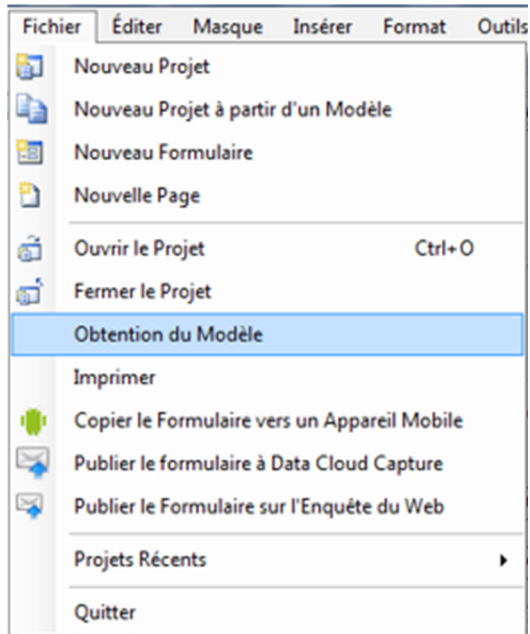 Fichier Éditer Masque Insérer Format Outils
Nouveau Projet
Nouveau Projet à partir d'un Modèle
Nouveau Formulaire
Nouvelle Page
Ouvrir le Projet Ctrl+O
Fermer le Projet
Obtention du Modèle
Imprimer
Copier le Formulaire vers un Appareil Mobile
Publier le formulaire à Data Cloud Capture
Publier le Formulaire sur l'Enquête du Web
Projets Récents
Quitter